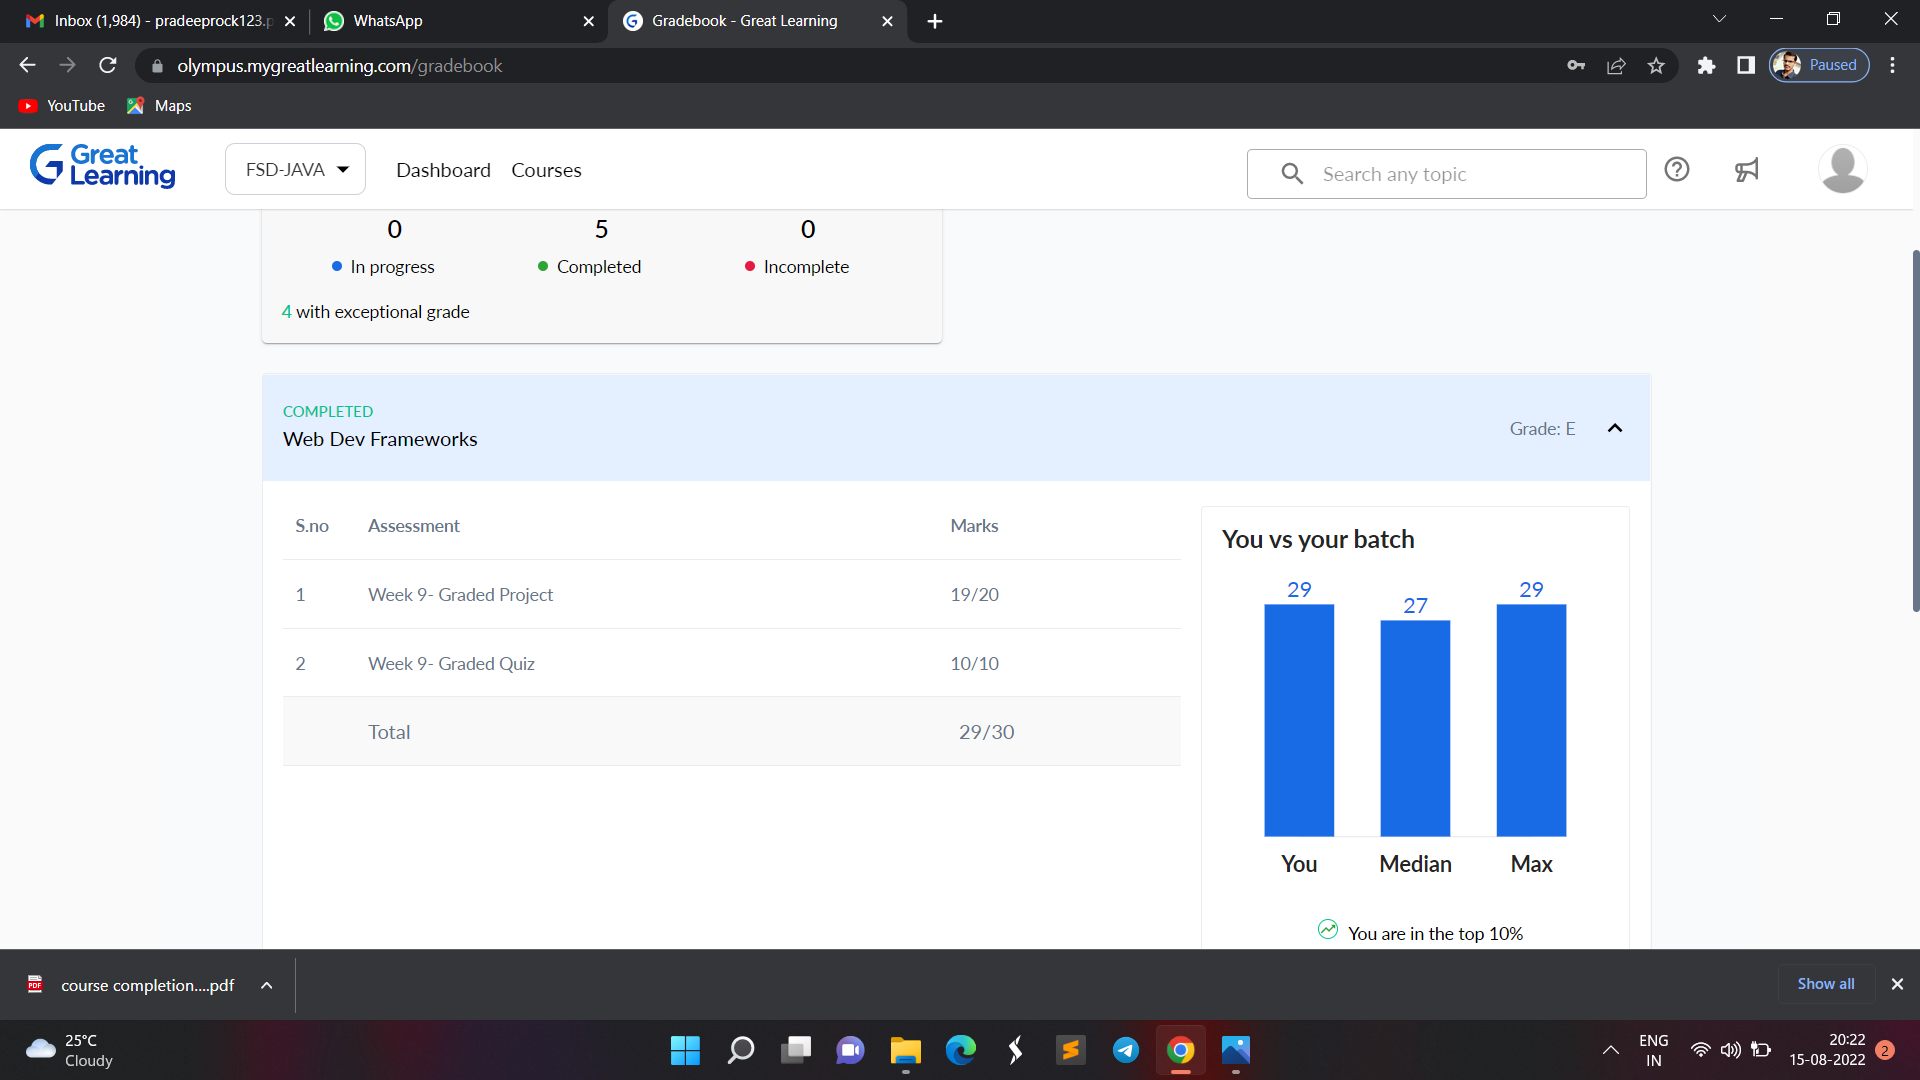 Inbox (1,984) - pradeeprock123.p
WhatsApp
Gradebook - Great Learning
olympus.mygreatlearning.com/gradebook
Paused
YouTube
Maps
Great Learning
FSD-JAVA
Dashboard
Courses
Search any topic
0
5
0
In progress
Completed
Incomplete
4 with exceptional grade
COMPLETED
Web Dev Frameworks
Grade: E
S.no Assessment Marks
1 Week 9- Graded Project 19/20
2 Week 9- Graded Quiz 10/10
Total 29/30
You vs your batch
29
27
29
You
Median
Max
You are in the top 10%
course completion....pdf
Show all
25°C
Cloudy
ENG
IN
20:22
15-08-2022
2